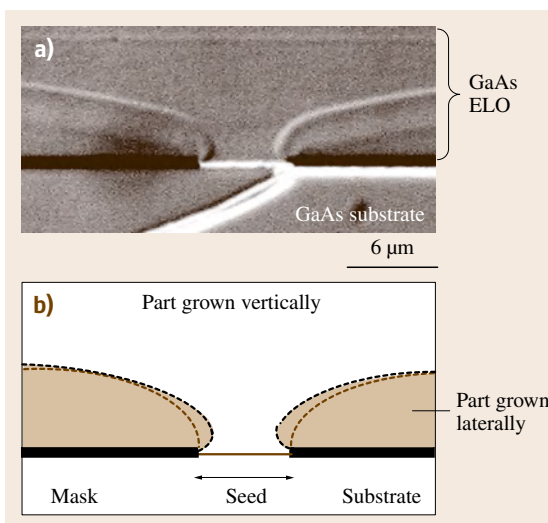 a)
GaAs
ELO
GaAs substrate
6 µm
b)
Part grown vertically
Part grown
laterally
Mask
Seed
Substrate